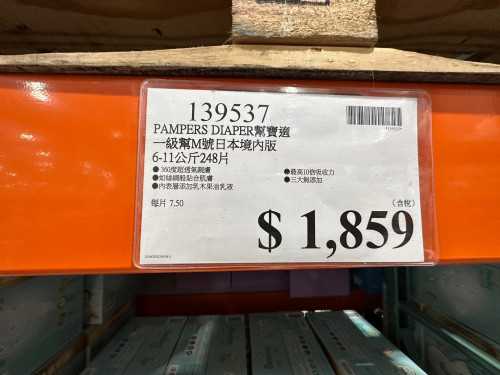 139537
PAMPERS DIAPER幫寶適
一級幫M號日本境內版
6-11公斤248片
●360度超透氣親膚 ●最高10倍吸收力
●如絲綢般貼合肌膚 ●三大無添加
●內表層添加乳木果油乳液
每片 7.50 (含稅)
$ 1,859